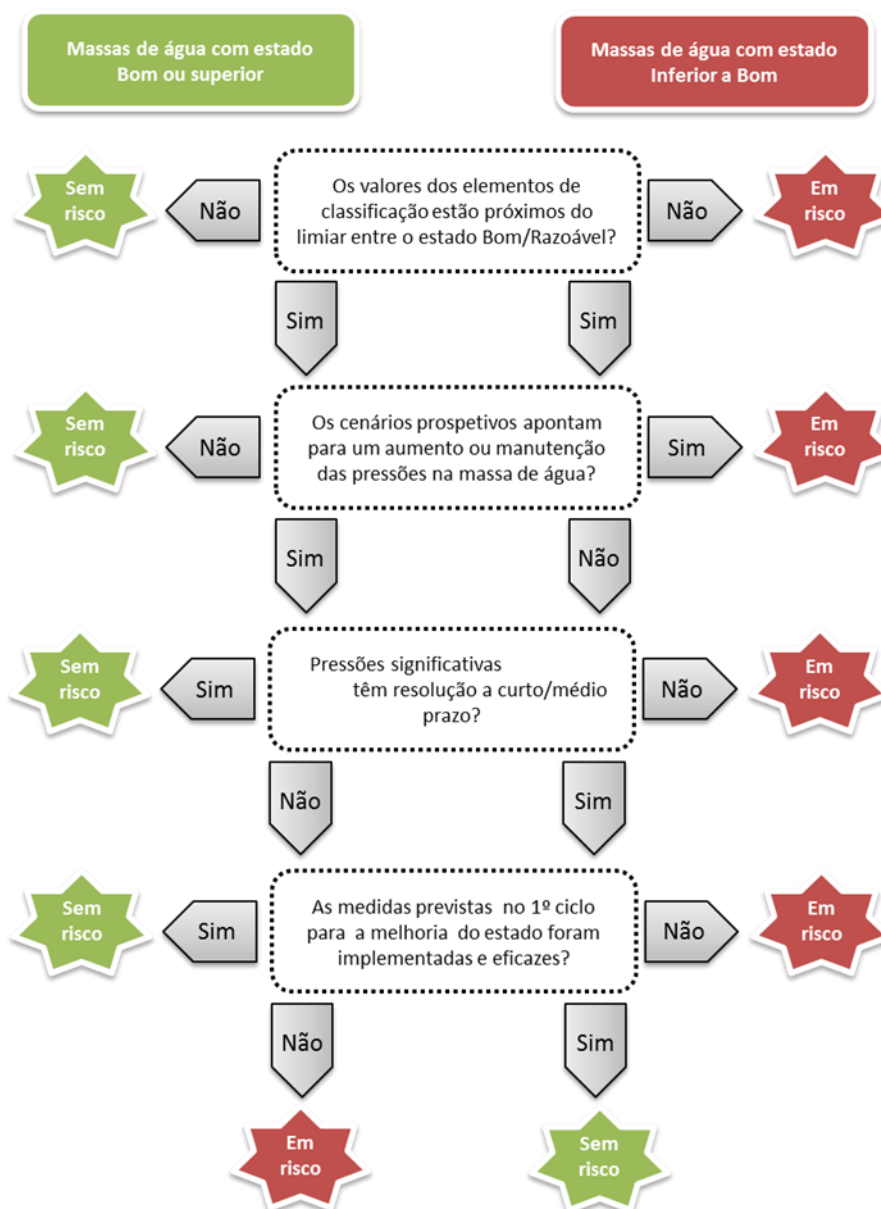 Massas de água com estado
Bom ou superior
Massas de água com estado
Inferior a Bom
Sem
risco
Não
Os valores dos elementos de
classificação estão próximos do
limiar entre o estado Bom/Razoável?
Não
Em
risco
Sim
Sim
Sem
risco
Não
Os cenários prospetivos apontam
para um aumento ou manutenção
das pressões na massa de água?
Sim
Em
risco
Sim
Não
Sem
risco
Sim
Pressões significativas
têm resolução a curto/médio
prazo?
Não
Em
risco
Não
Sim
Sem
risco
Sim
As medidas previstas no 1º ciclo
para a melhoria do estado foram
implementadas e eficazes?
Não
Em
risco
Não
Sim
Em
risco
Sem
risco